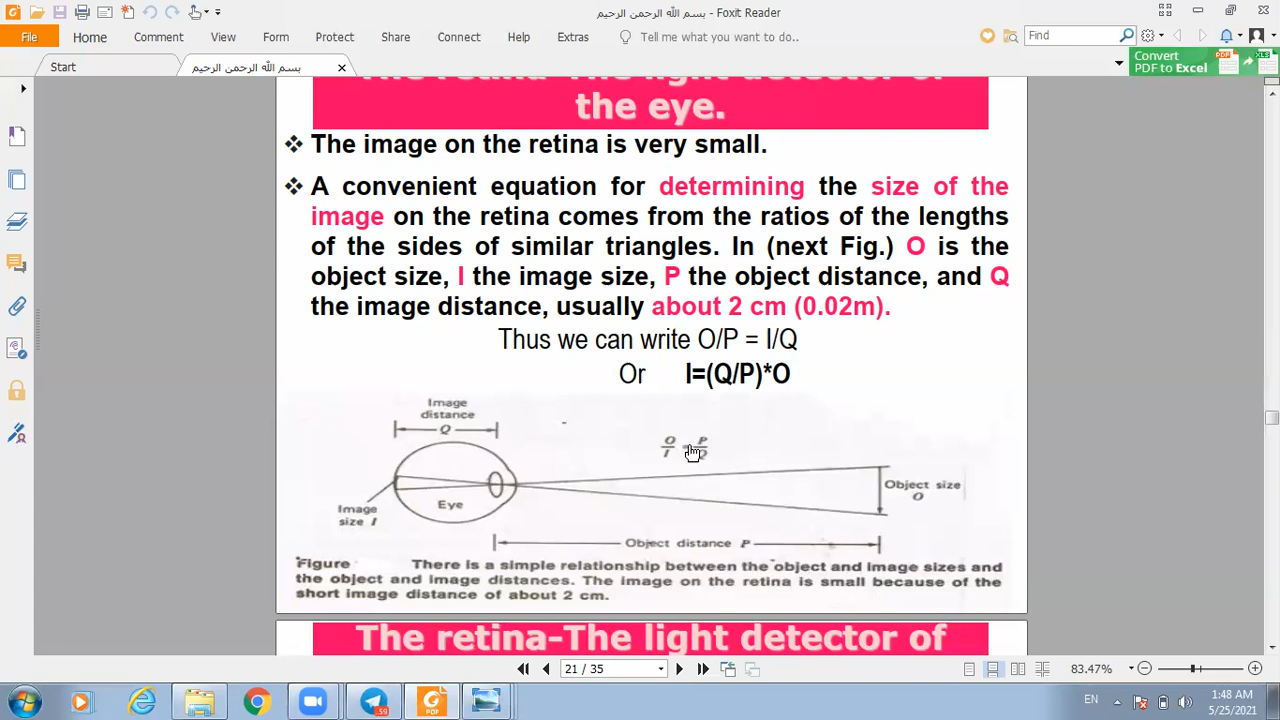 بسم الله الرحمن الرحيم - Foxit Reader
File Home Comment View Form Protect Share Connect Help Extras Tell me what you want to do... Find
Start بسم الله الرحمن الرحيم
Convert
PDF to Excel
The retina-The light detector of
the eye.
❖ The image on the retina is very small.
❖ A convenient equation for determining the size of the
image on the retina comes from the ratios of the lengths
of the sides of similar triangles. In (next Fig.) O is the
object size, I the image size, P the object distance, and Q
the image distance, usually about 2 cm (0.02m).
Thus we can write O/P = I/Q
Or I=(Q/P)*O
Image
distance
Q
O P
I Q
Object size
O
Eye
Image
size I
Object distance P
Figure There is a simple relationship between the object and image sizes and
the object and image distances. The image on the retina is small because of the
short image distance of about 2 cm.
The retina-The light detector of
21 / 35 83.47%
59
PDF
EN 1:48 AM
5/25/2021